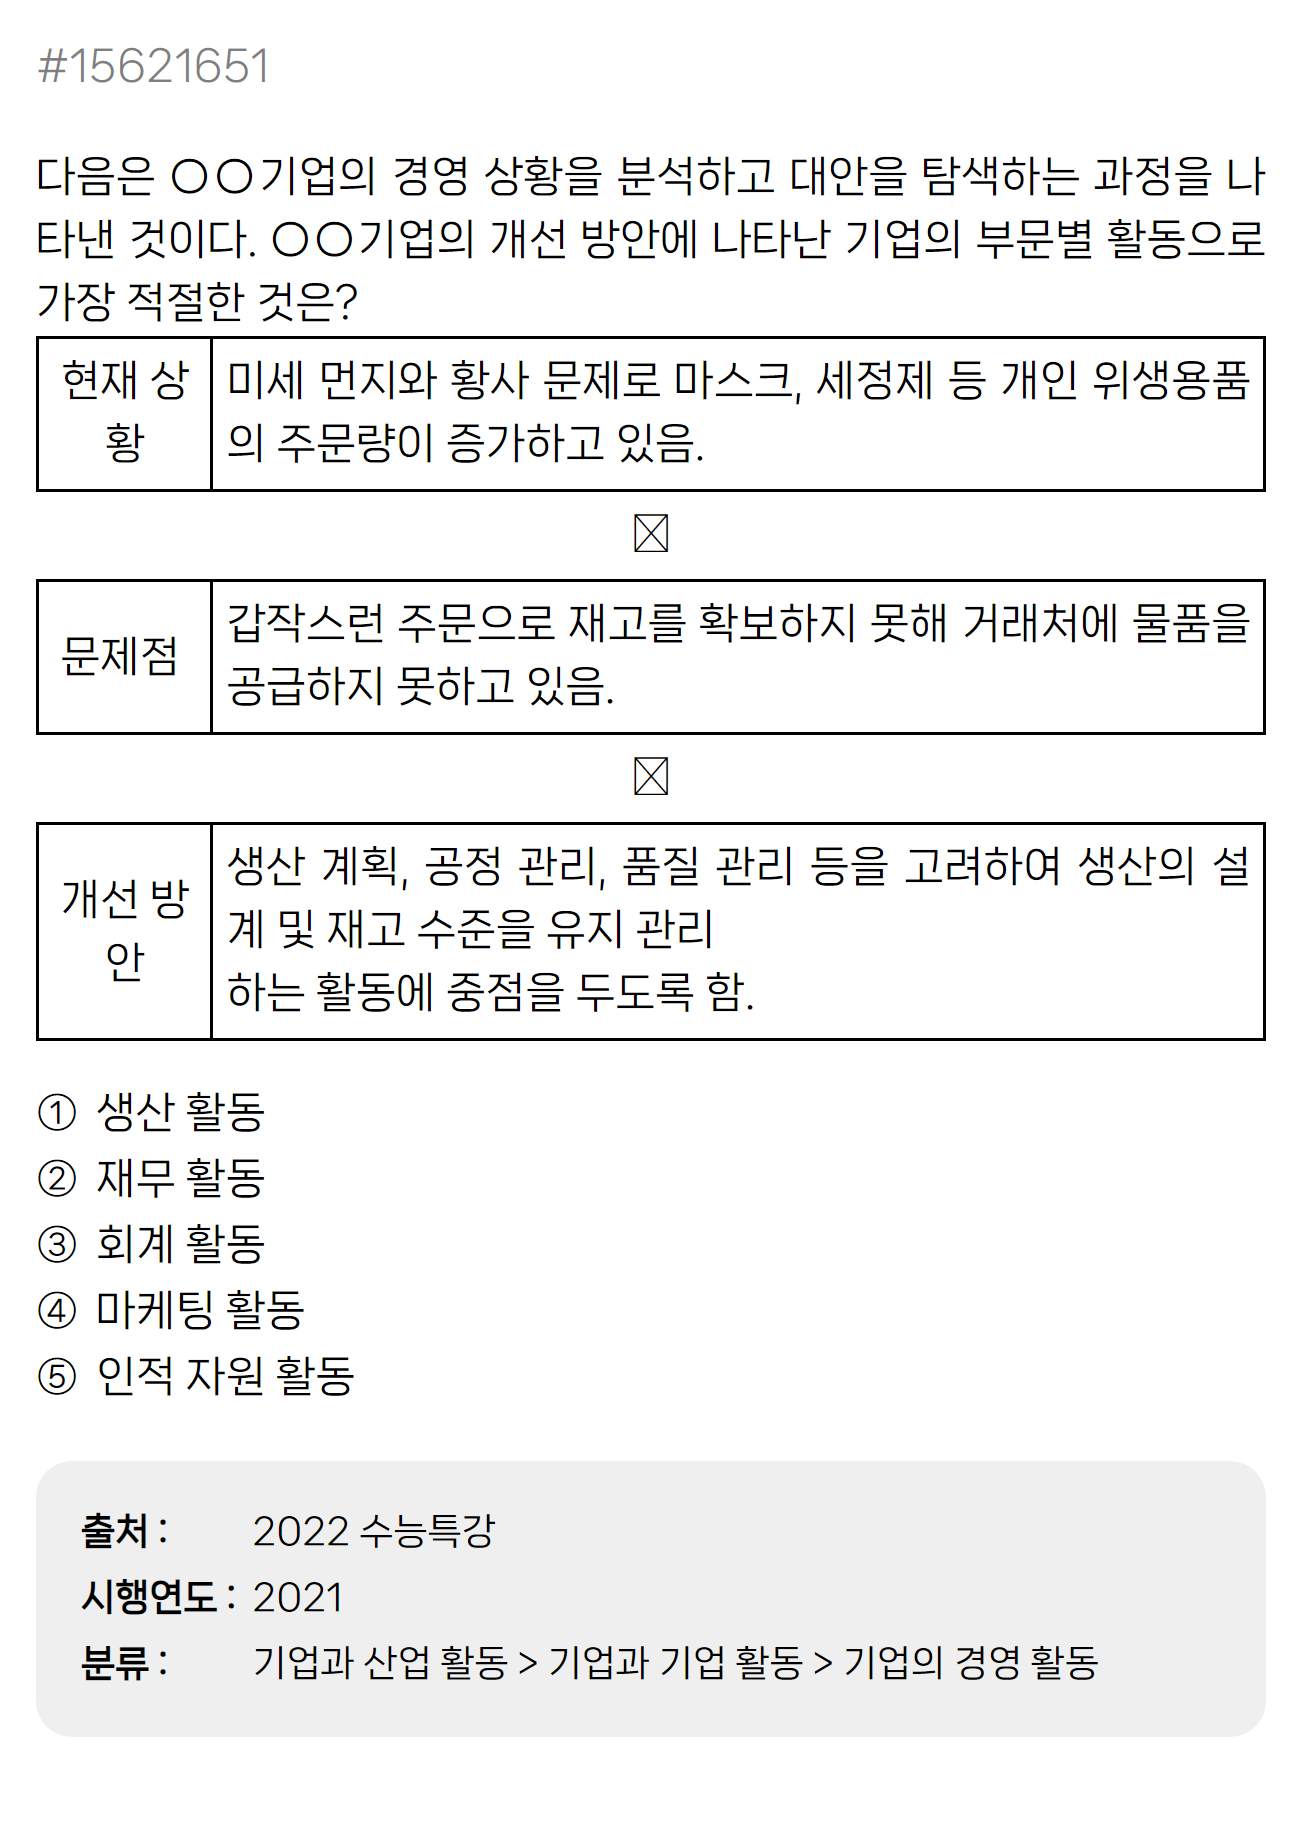 #15621651
다음은 ○○기업의 경영 상황을 분석하고 대안을 탐색하는 과정을 나
타낸 것이다. ○○기업의 개선 방안에 나타난 기업의 부문별 활동으로
가장 적절한 것은?
현재 상
황
미세 먼지와 황사 문제로 마스크, 세정제 등 개인 위생용품
의 주문량이 증가하고 있음.
문제점
갑작스런 주문으로 재고를 확보하지 못해 거래처에 물품을
공급하지 못하고 있음.
개선 방
안
생산 계획, 공정 관리, 품질 관리 등을 고려하여 생산의 설
계 및 재고 수준을 유지 관리
하는 활동에 중점을 두도록 함.
① 생산 활동
② 재무 활동
③ 회계 활동
④ 마케팅 활동
⑤ 인적 자원 활동
출처 : 2022 수능특강
시행연도 : 2021
분류 : 기업과 산업 활동 > 기업과 기업 활동 > 기업의 경영 활동